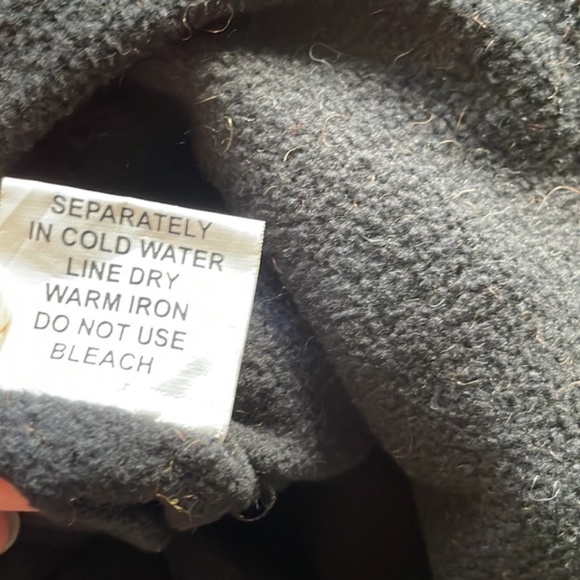 SEPARATELY
IN COLD WATER
LINE DRY
WARM IRON
DO NOT USE
BLEACH